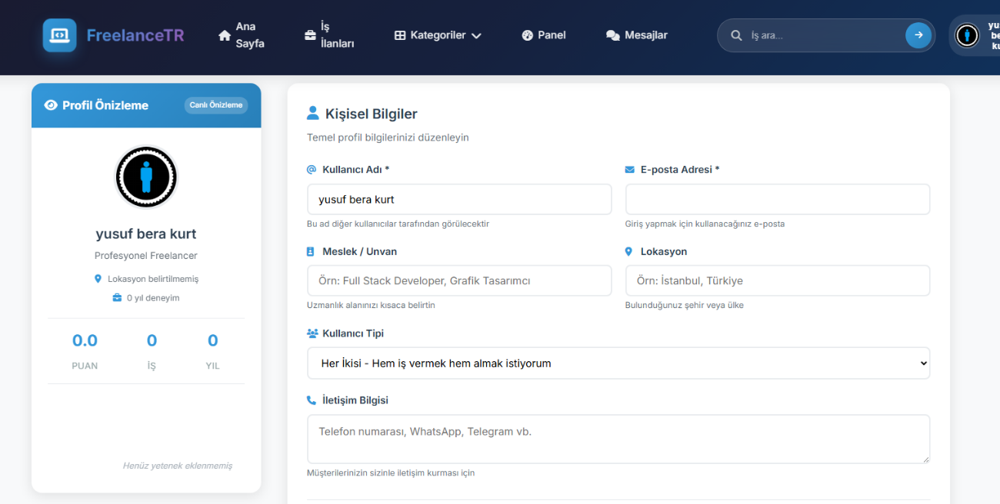 FreelanceTR
Ana
Sayfa
İş
İlanları
Kategoriler
Panel
Mesajlar
İş ara...
Profil Önizleme
Canlı Önizleme
yusuf bera kurt
Profesyonel Freelancer
Lokasyon belirtilmemiş
0 yıl deneyim
0.0 0 0
PUAN İŞ YIL
Henüz yetenek eklenmemiş
Kişisel Bilgiler
Temel profil bilgilerinizi düzenleyin
Kullanıcı Adı *
yusuf bera kurt
Bu ad diğer kullanıcılar tarafından görülecektir
E-posta Adresi *
Giriş yapmak için kullanacağınız e-posta
Meslek / Unvan
Örn: Full Stack Developer, Grafik Tasarımcı
Uzmanlık alanınızı kısaca belirtin
Lokasyon
Örn: İstanbul, Türkiye
Bulunduğunuz şehir veya ülke
Kullanıcı Tipi
Her İkisi - Hem iş vermek hem almak istiyorum
İletişim Bilgisi
Telefon numarası, WhatsApp, Telegram vb.
Müşterilerinizin sizinle iletişim kurması için